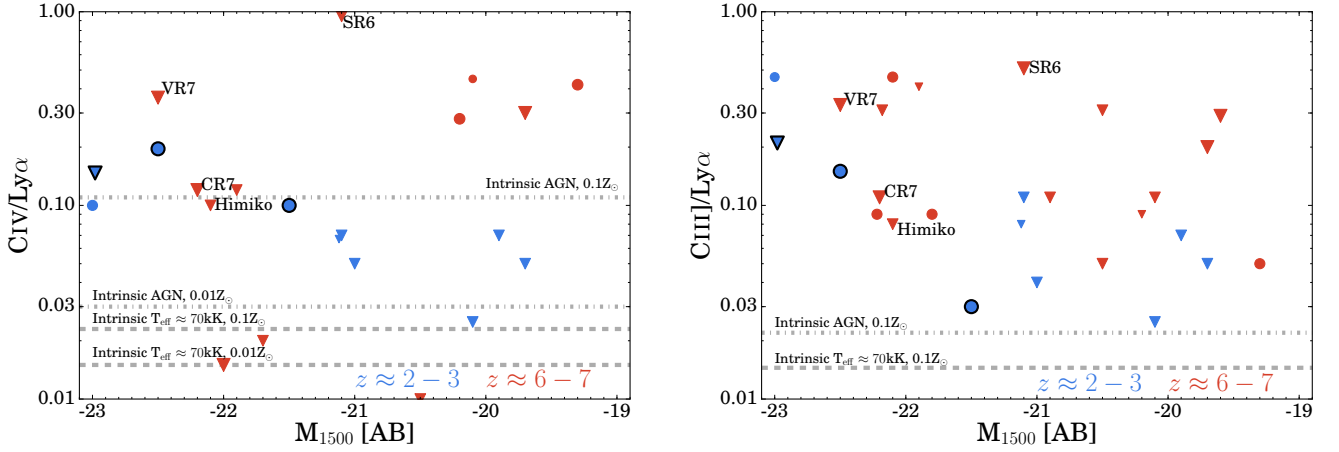 1.00
0.30
0.10
0.03
0.01
CIV/Lyα
SR6
VR7
CR7
Himiko
Intrinsic AGN, 0.1Z⊙
Intrinsic AGN, 0.01Z⊙
Intrinsic Teff ≈ 70kK, 0.1Z⊙
Intrinsic Teff ≈ 70kK, 0.01Z⊙
z ≈ 2 − 3 z ≈ 6 − 7
-23 -22 -21 -20 -19
M1500 [AB]
1.00
0.30
0.10
0.03
0.01
CIII]/Lyα
SR6
VR7
CR7
Himiko
Intrinsic AGN, 0.1Z⊙
Intrinsic Teff ≈ 70kK, 0.1Z⊙
z ≈ 2 − 3 z ≈ 6 − 7
-23 -22 -21 -20 -19
M1500 [AB]